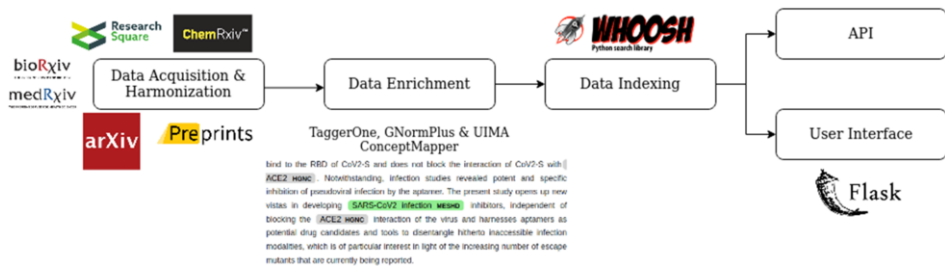 Research
Square
ChemRxiv™
WHOOSH
Python search library
API
bioRχiv
medRχiv
Data Acquisition &
Harmonization
Data Enrichment
Data Indexing
arXiv
Preprints
TaggerOne, GNormPlus & UIMA
ConceptMapper
User Interface
Flask
bind to the RBD of CoV2-S and does not block the interaction of CoV2-S with
ACE2 HGNC . Notwithstanding, infection studies revealed potent and specific
inhibition of pseudoviral infection by the aptamer. The present study opens up new
vistas in developing SARS-CoV2 infection MESHD inhibitors, independent of
blocking the ACE2 HGNC interaction of the virus and harnesses aptamers as
potential drug candidates and tools to disentangle hitherto inaccessible infection
modalities, which is of particular interest in light of the increasing number of escape
mutants that are currently being reported.